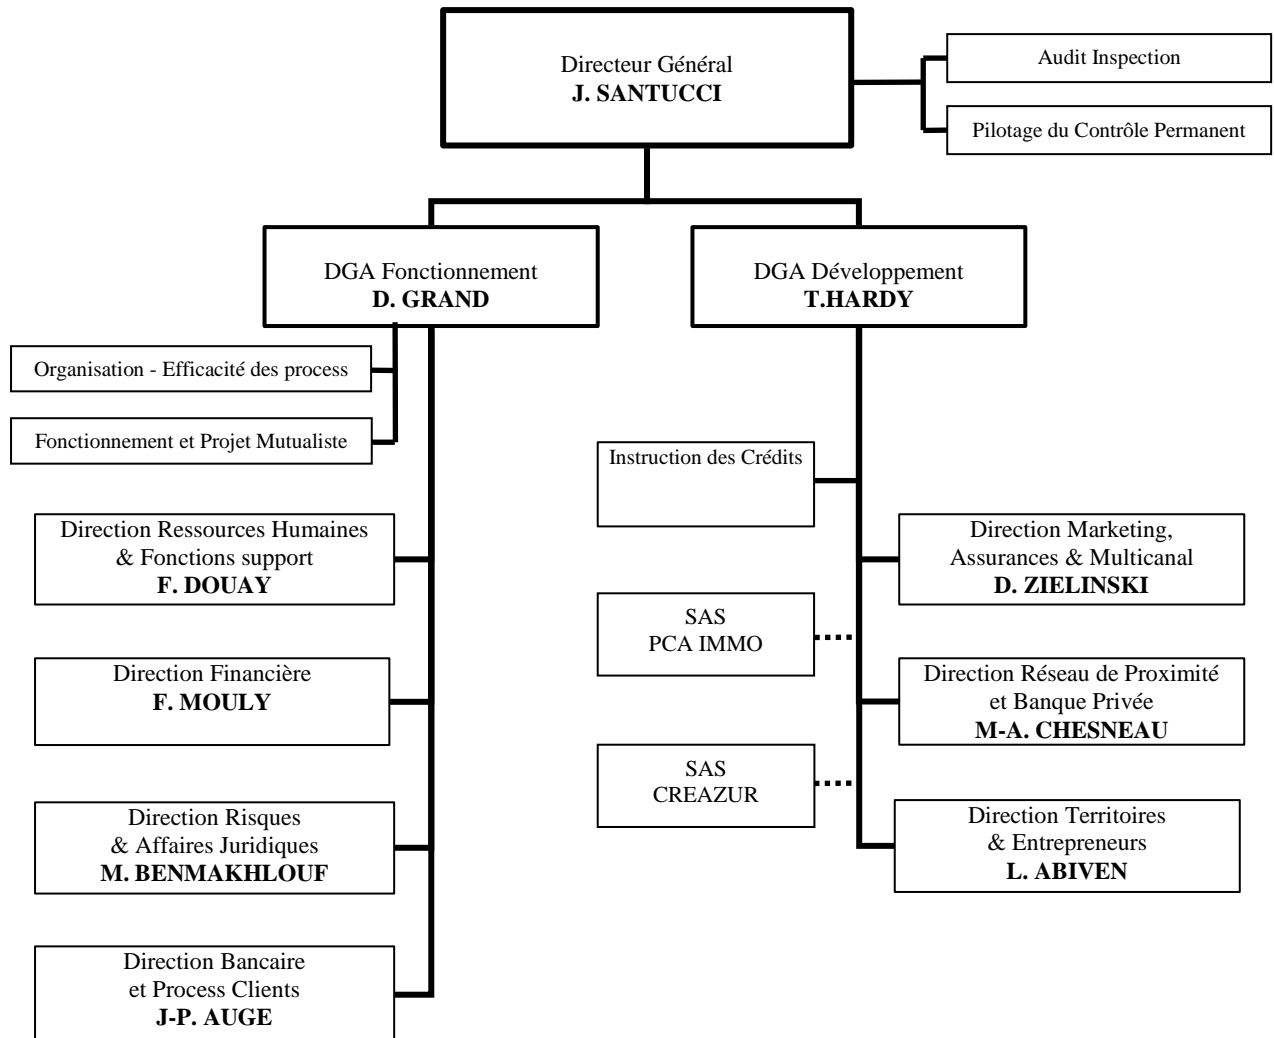 Directeur Général
J. SANTUCCI
Audit Inspection
Pilotage du Contrôle Permanent
DGA Fonctionnement
D. GRAND
DGA Développement
T.HARDY
Organisation - Efficacité des process
Fonctionnement et Projet Mutualiste
Instruction des Crédits
Direction Ressources Humaines
& Fonctions support
F. DOUAY
Direction Marketing,
Assurances & Multicanal
D. ZIELINSKI
SAS
PCA IMMO
Direction Financière
F. MOULY
Direction Réseau de Proximité
et Banque Privée
M-A. CHESNEAU
SAS
CREAZUR
Direction Risques
& Affaires Juridiques
M. BENMAKHLOUF
Direction Territoires
& Entrepreneurs
L. ABIVEN
Direction Bancaire
et Process Clients
J-P. AUGE